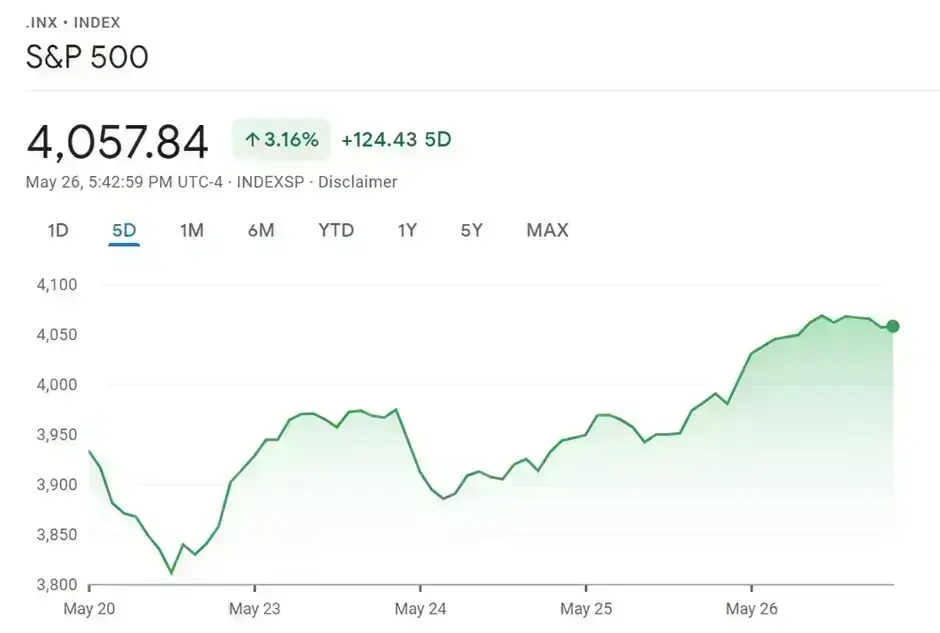 .INX • INDEX
S&P 500
4,057.84 ↑3.16% +124.43 5D
May 26, 5:42:59 PM UTC-4 · INDEXSP · Disclaimer
1D 5D 1M 6M YTD 1Y 5Y MAX
4,100
4,050
4,000
3,950
3,900
3,850
3,800
May 20 May 23 May 24 May 25 May 26